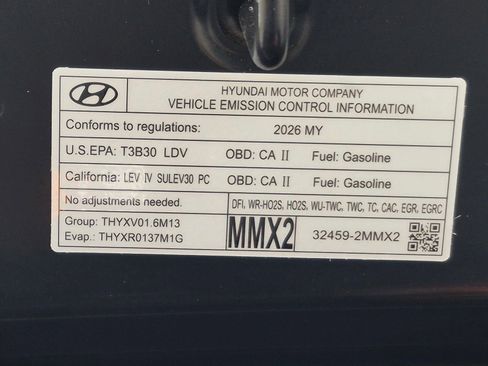 HYUNDAI MOTOR COMPANY
VEHICLE EMISSION CONTROL INFORMATION
Conforms to regulations: 2026 MY
U.S.EPA: T3B30 LDV OBD: CA II Fuel: Gasoline
California: LEV IV SULEV30 PC OBD: CA II Fuel: Gasoline
No adjustments needed. DFI, WR-HO2S, HO2S, WU-TWC, TWC, TC, CAC, EGR, EGRC
Group: THYXV01.6M13
Evap.: THYXR0137M1G
MMX2
32459-2MMX2